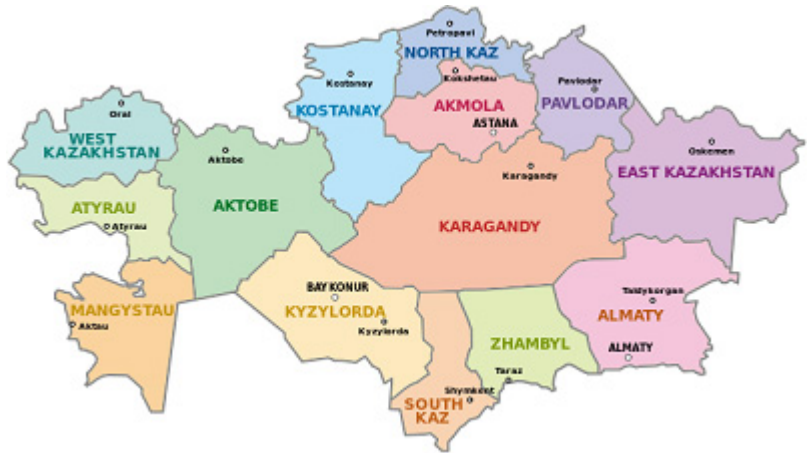 Petropavl
NORTH KAZ
Kokshetau
Kostanay
KOSTANAY
AKMOLA
ASTANA
Pavlodar
PAVLODAR
Oral
WEST
KAZAKHSTAN
Aktobe
AKTOBE
Karagandy
KARAGANDY
Oskemen
EAST KAZAKHSTAN
ATYRAU
Atyrau
MANGYSTAU
Aktau
BAYKONUR
KYZYLORDA
Kyzylorda
Taldykorgan
ALMATY
ALMATY
ZHAMBYL
Taraz
Shymkent
SOUTH
KAZ